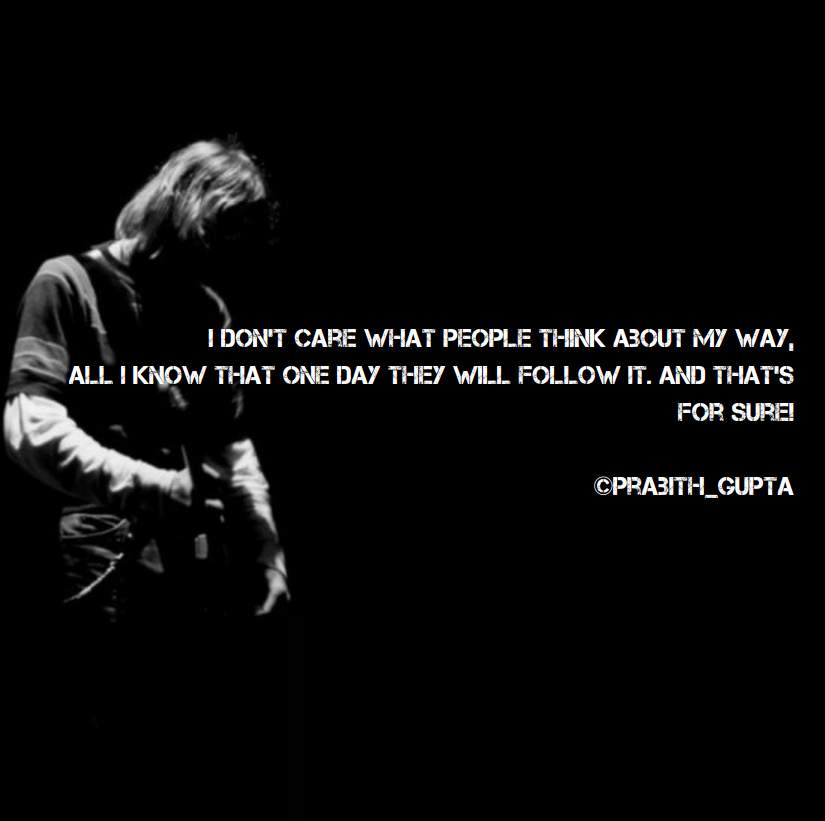 I DON'T CARE WHAT PEOPLE THINK ABOUT MY WAY,
ALL I KNOW THAT ONE DAY THEY WILL FOLLOW IT. AND THAT'S
FOR SURE!
©PRABITH_GUPTA